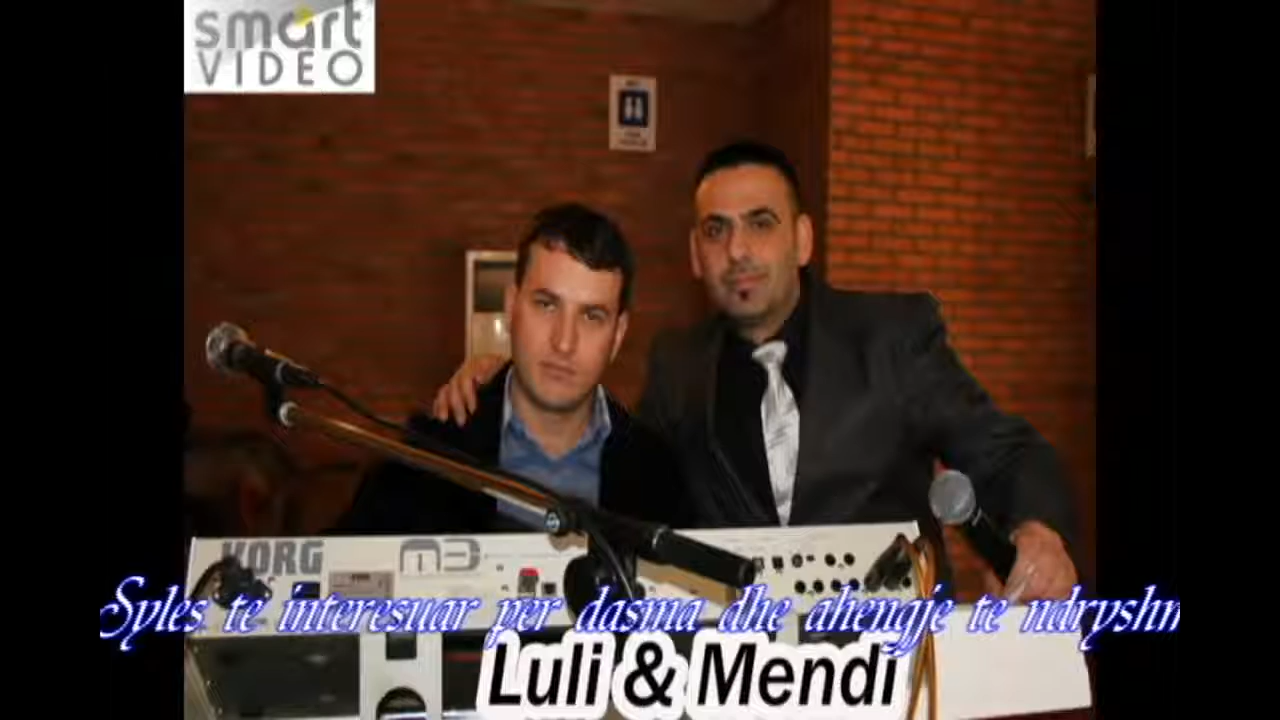 smart
VIDEO
KORG M3
Syles te interesuar per dasma dhe ahengje te ndryshm
Luli & Mendi